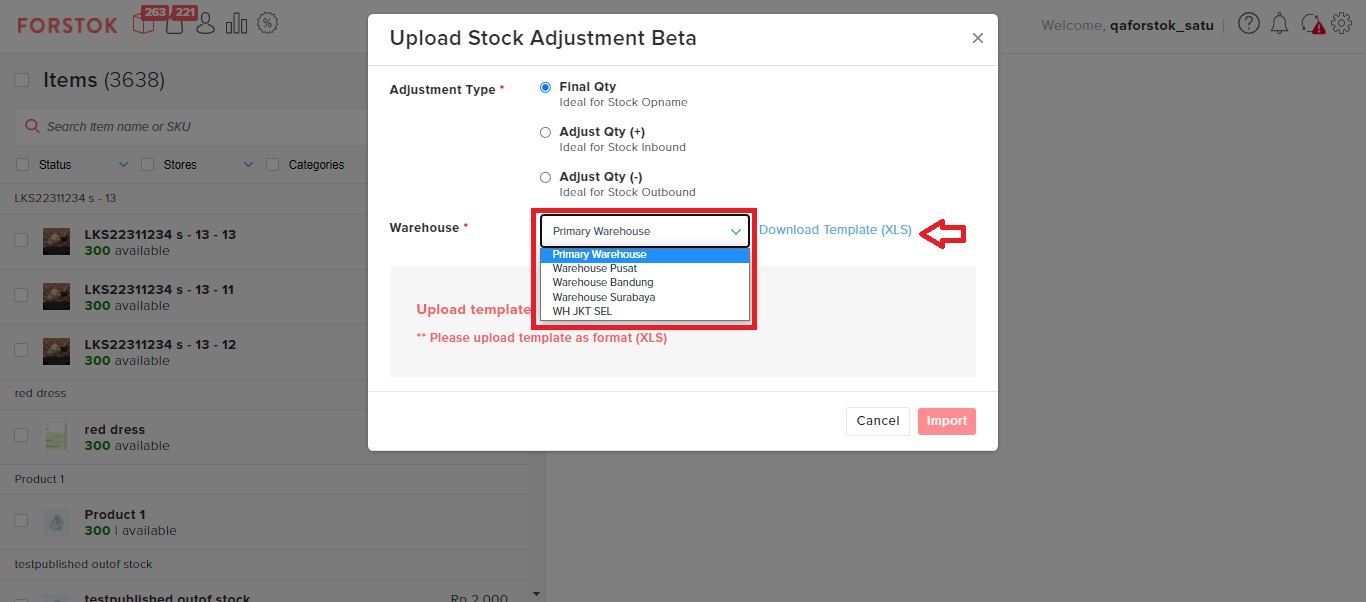 FORSTOK
263
221
Welcome, qaforstok_satu
Items (3638)
Search Item name or SKU
Status
Stores
Categories
LKS22311234 s - 13
LKS22311234 s - 13 - 13
300 available
LKS22311234 s - 13 - 11
300 available
LKS22311234 s - 13 - 12
300 available
red dress
red dress
300 available
Product 1
Product 1
300 | available
testpublished outof stock
testpublished outof stock
Rp 2,000
Upload Stock Adjustment Beta
×
Adjustment Type *
Final Qty
Ideal for Stock Opname
Adjust Qty (+)
Ideal for Stock Inbound
Adjust Qty (-)
Ideal for Stock Outbound
Warehouse *
Primary Warehouse
Download Template (XLS)
Primary Warehouse
Warehouse Pusat
Warehouse Bandung
Warehouse Surabaya
WH JKT SEL
Upload template
** Please upload template as format (XLS)
Cancel
Import